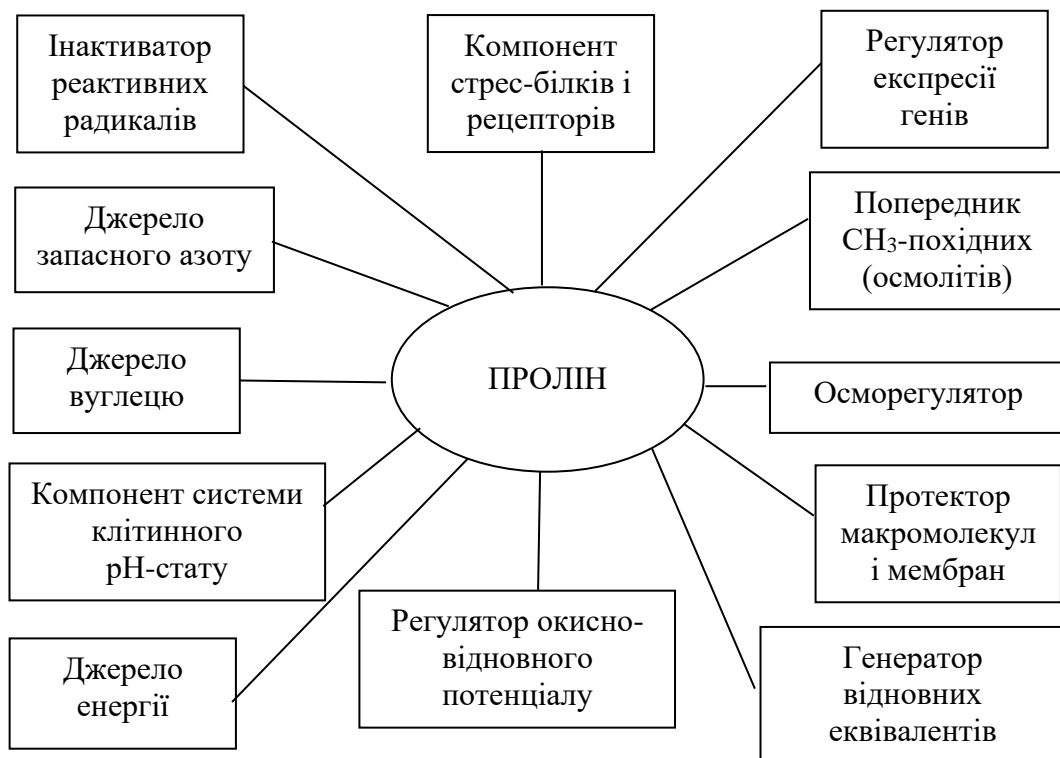 Інактиватор
реактивних
радикалів
Компонент
стрес-білків і
рецепторів
Регулятор
експресії
генів
Джерело
запасного азоту
Попередник
CH₃-похідних
(осмолітів)
Джерело
вуглецю
ПРОЛІН
Осморегулятор
Компонент системи
клітинного
рН-стату
Протектор
макромолекул
і мембран
Джерело
енергії
Регулятор окисно-
відновного
потенціалу
Генератор
відновних
еквівалентів